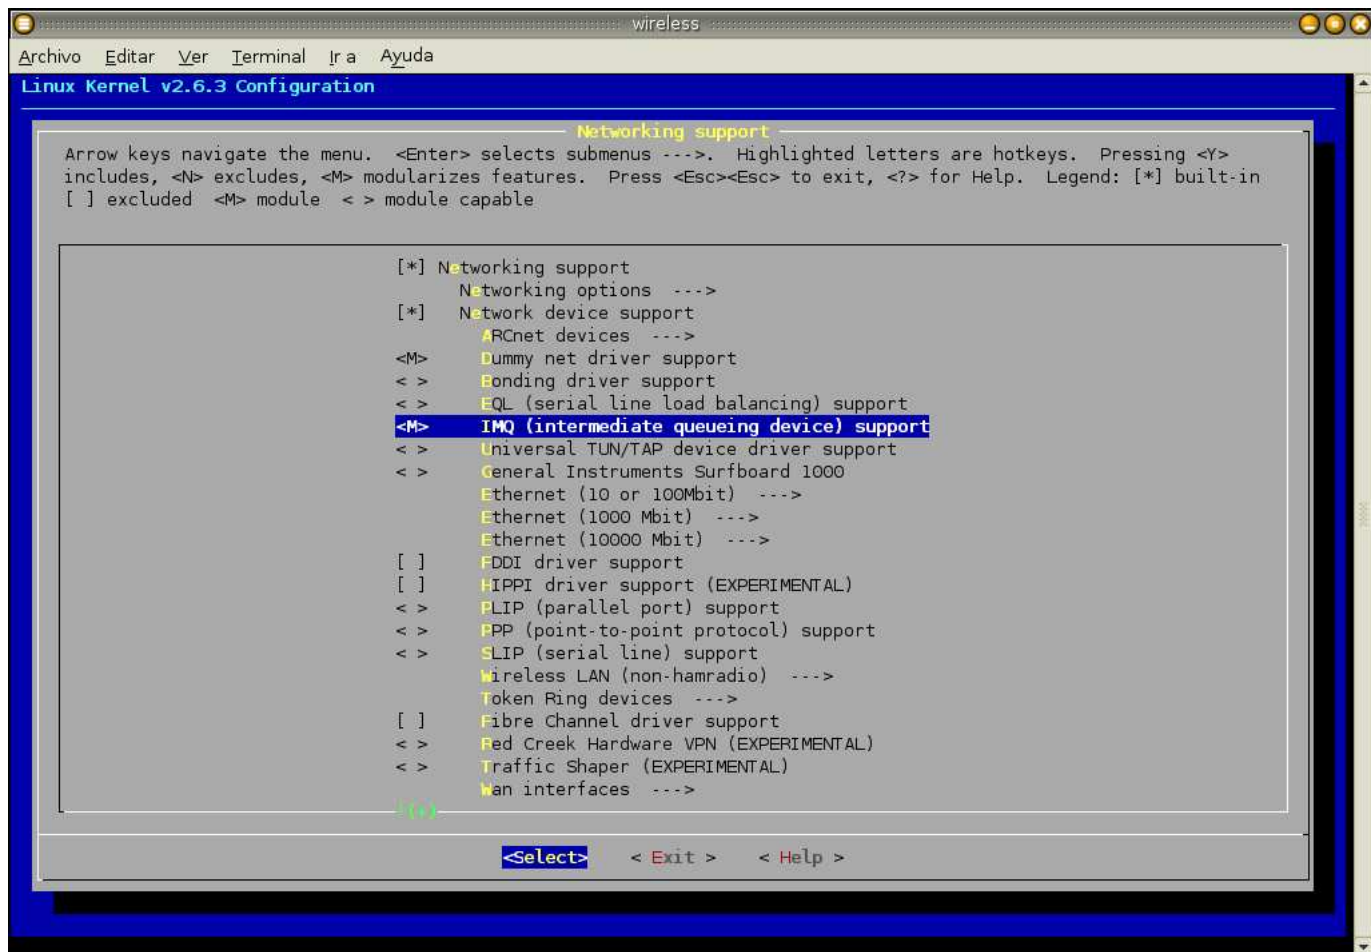 wireless
Archivo Editar Ver Terminal Ir a Ayuda
Linux Kernel v2.6.3 Configuration
Networking support
Arrow keys navigate the menu. <Enter> selects submenus --->. Highlighted letters are hotkeys. Pressing <Y>
includes, <N> excludes, <M> modularizes features. Press <Esc><Esc> to exit, <?> for Help. Legend: [*] built-in
[ ] excluded <M> module < > module capable
[*] Networking support
Networking options --->
[*] Network device support
ARCnet devices --->
<M> Dummy net driver support
< > Bonding driver support
< > EQL (serial line load balancing) support
<M> IMQ (intermediate queueing device) support
< > Universal TUN/TAP device driver support
< > General Instruments Surfboard 1000
Ethernet (10 or 100Mbit) --->
Ethernet (1000 Mbit) --->
Ethernet (10000 Mbit) --->
[ ] FDDI driver support
[ ] HIPPI driver support (EXPERIMENTAL)
< > PLIP (parallel port) support
< > PPP (point-to-point protocol) support
< > SLIP (serial line) support
Wireless LAN (non-hamradio) --->
Token Ring devices --->
[ ] Fibre Channel driver support
< > Red Creek Hardware VPN (EXPERIMENTAL)
< > Traffic Shaper (EXPERIMENTAL)
Wan interfaces --->
(+)
<Select> < Exit > < Help >